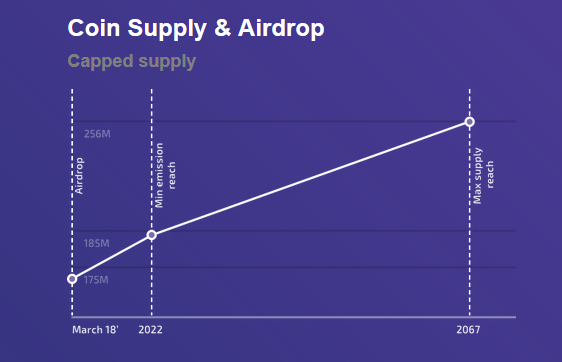 Coin Supply & Airdrop
Capped supply
256M
Airdrop
Min emission
reach
Max supply
reach
185M
175M
March 18'
2022
2067